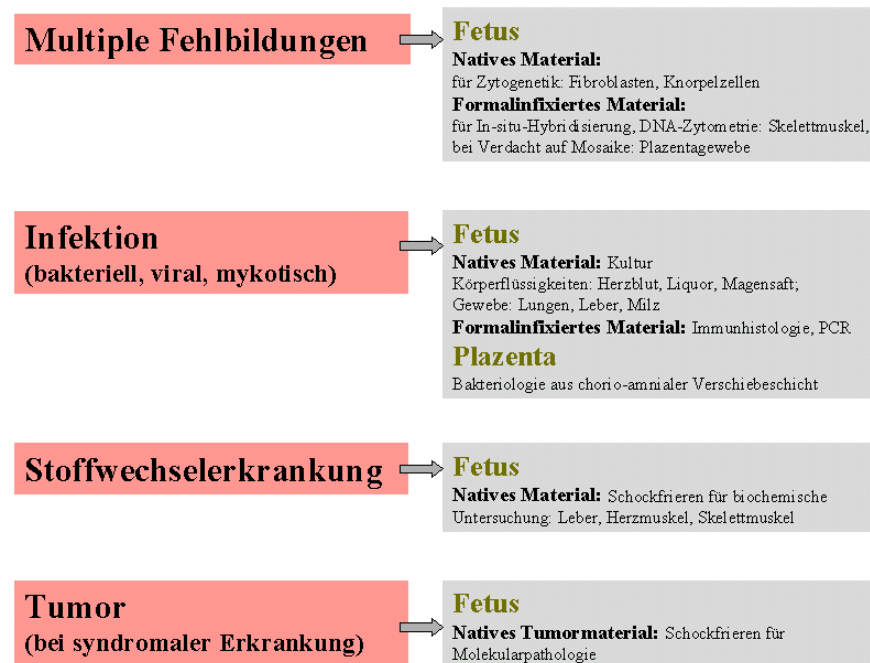 Multiple Fehlbildungen
Fetus
Natives Material:
für Zytogenetik: Fibroblasten, Knorpelzellen
Formalinfixiertes Material:
für In-situ-Hybridisierung, DNA-Zytometrie: Skelettmuskel,
bei Verdacht auf Mosaike: Plazentagewebe
Infektion
(bakteriell, viral, mykotisch)
Fetus
Natives Material: Kultur
Körperflüssigkeiten: Herzblut, Liquor, Magensaft;
Gewebe: Lungen, Leber, Milz
Formalinfixiertes Material: Immunhistologie, PCR
Plazenta
Bakteriologie aus chorio-amnialer Verschiebeschicht
Stoffwechselerkrankung
Fetus
Natives Material: Schockfrieren für biochemische
Untersuchung: Leber, Herzmuskel, Skelettmuskel
Tumor
(bei syndromaler Erkrankung)
Fetus
Natives Tumormaterial: Schockfrieren für
Molekularpathologie